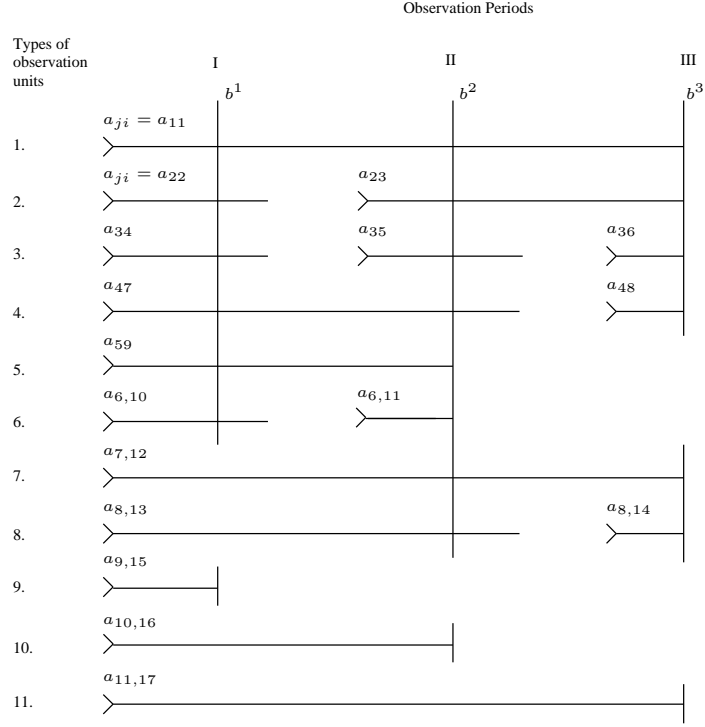 Observation Periods
Types of
observation
units
I II III
b¹ b² b³
a_{ji} = a_{11}
1.
a_{ji} = a_{22} a_{23}
2.
a_{34} a_{35} a_{36}
3.
a_{47} a_{48}
4.
a_{59}
5.
a_{6,10} a_{6,11}
6.
a_{7,12}
7.
a_{8,13} a_{8,14}
8.
a_{9,15}
9.
a_{10,16}
10.
a_{11,17}
11.